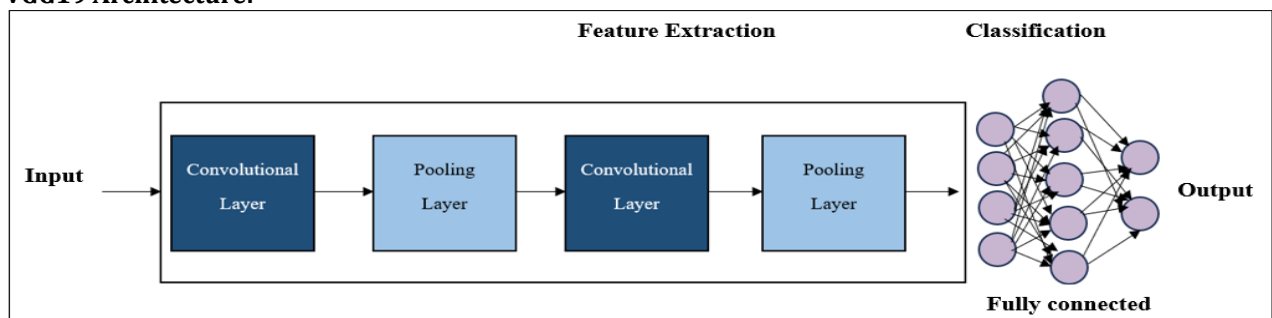 Feature Extraction
Classification
Input
Convolutional
Layer
Pooling
Layer
Convolutional
Layer
Pooling
Layer
Output
Fully connected